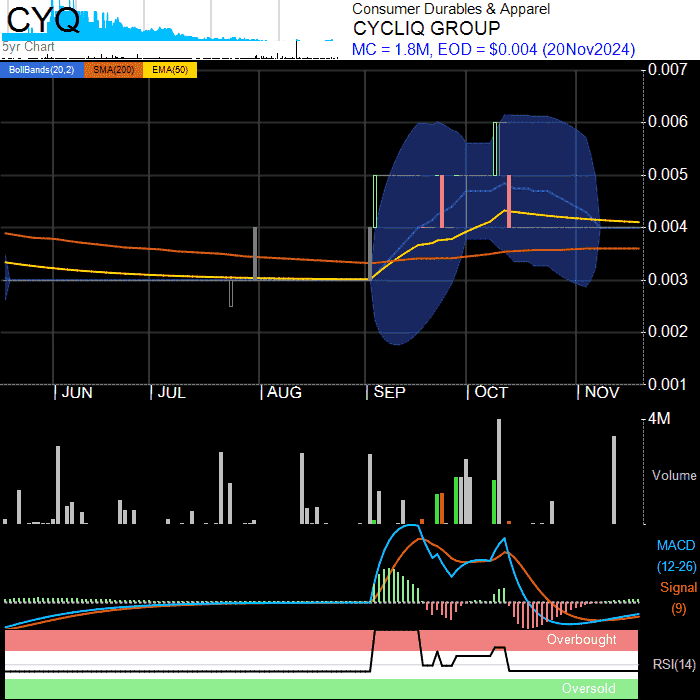 CYQ
5yr Chart
Consumer Durables & Apparel
CYCLIQ GROUP
MC = 1.8M, EOD = $0.004 (20Nov2024)
BollBands(20,2) SMA(200) EMA(50)
0.007
0.006
0.005
0.004
0.003
0.002
0.001
JUN JUL AUG SEP OCT NOV
4M
Volume
MACD
(12-26)
Signal
(9)
Overbought
RSI(14)
Oversold